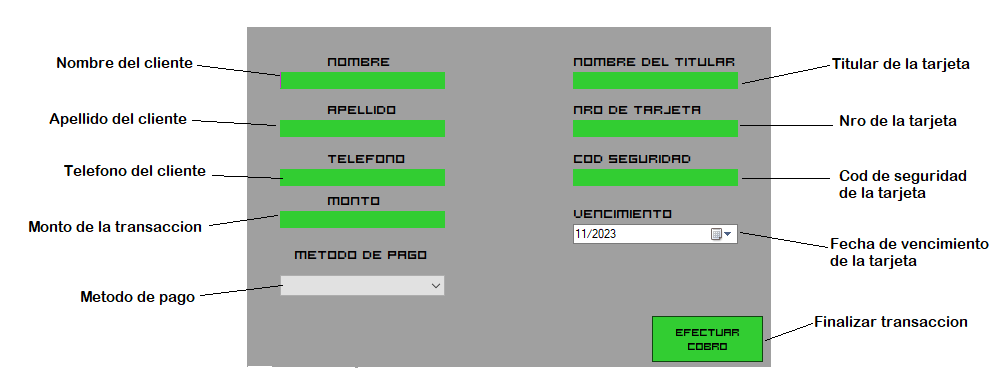 Nombre del cliente
NOMBRE
NOMBRE DEL TITULAR
Titular de la tarjeta
Apellido del cliente
APELLIDO
NRO DE TARJETA
Nro de la tarjeta
Telefono del cliente
TELEFONO
COD SEGURIDAD
Cod de seguridad
de la tarjeta
Monto de la transaccion
MONTO
VENCIMIENTO
11/2023
Fecha de vencimiento
de la tarjeta
METODO DE PAGO
Metodo de pago
EFECTUAR
COBRO
Finalizar transaccion